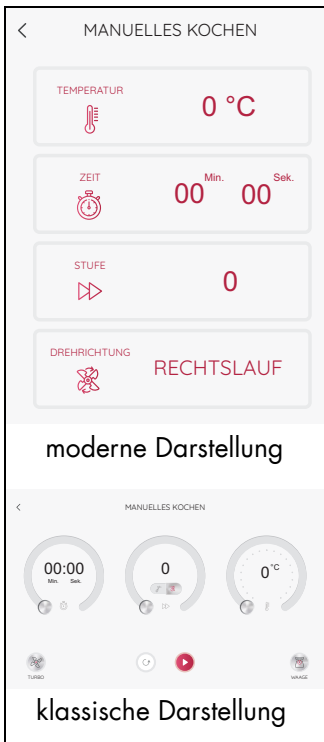 MANUELLES KOCHEN
TEMPERATUR
0 °C
ZEIT
00 Min. 00 Sek.
STUFE
0
DREHRICHTUNG
RECHTSLAUF
moderne Darstellung
MANUELLES KOCHEN
00:00
Min. Sek.
0
0°C
TURBO
WAAGE
klassische Darstellung